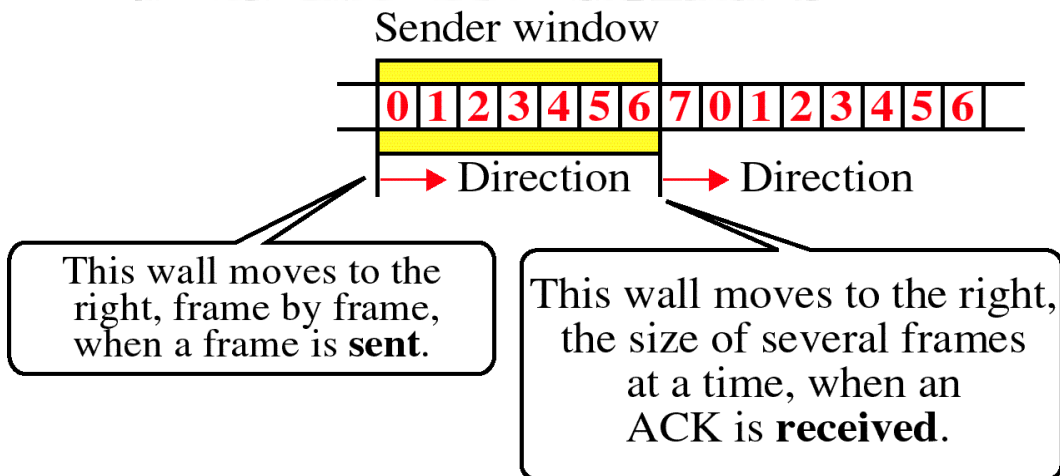 Sender window
0 1 2 3 4 5 6 7 0 1 2 3 4 5 6
Direction
Direction
This wall moves to the
right, frame by frame,
when a frame is sent.
This wall moves to the right,
the size of several frames
at a time, when an
ACK is received.